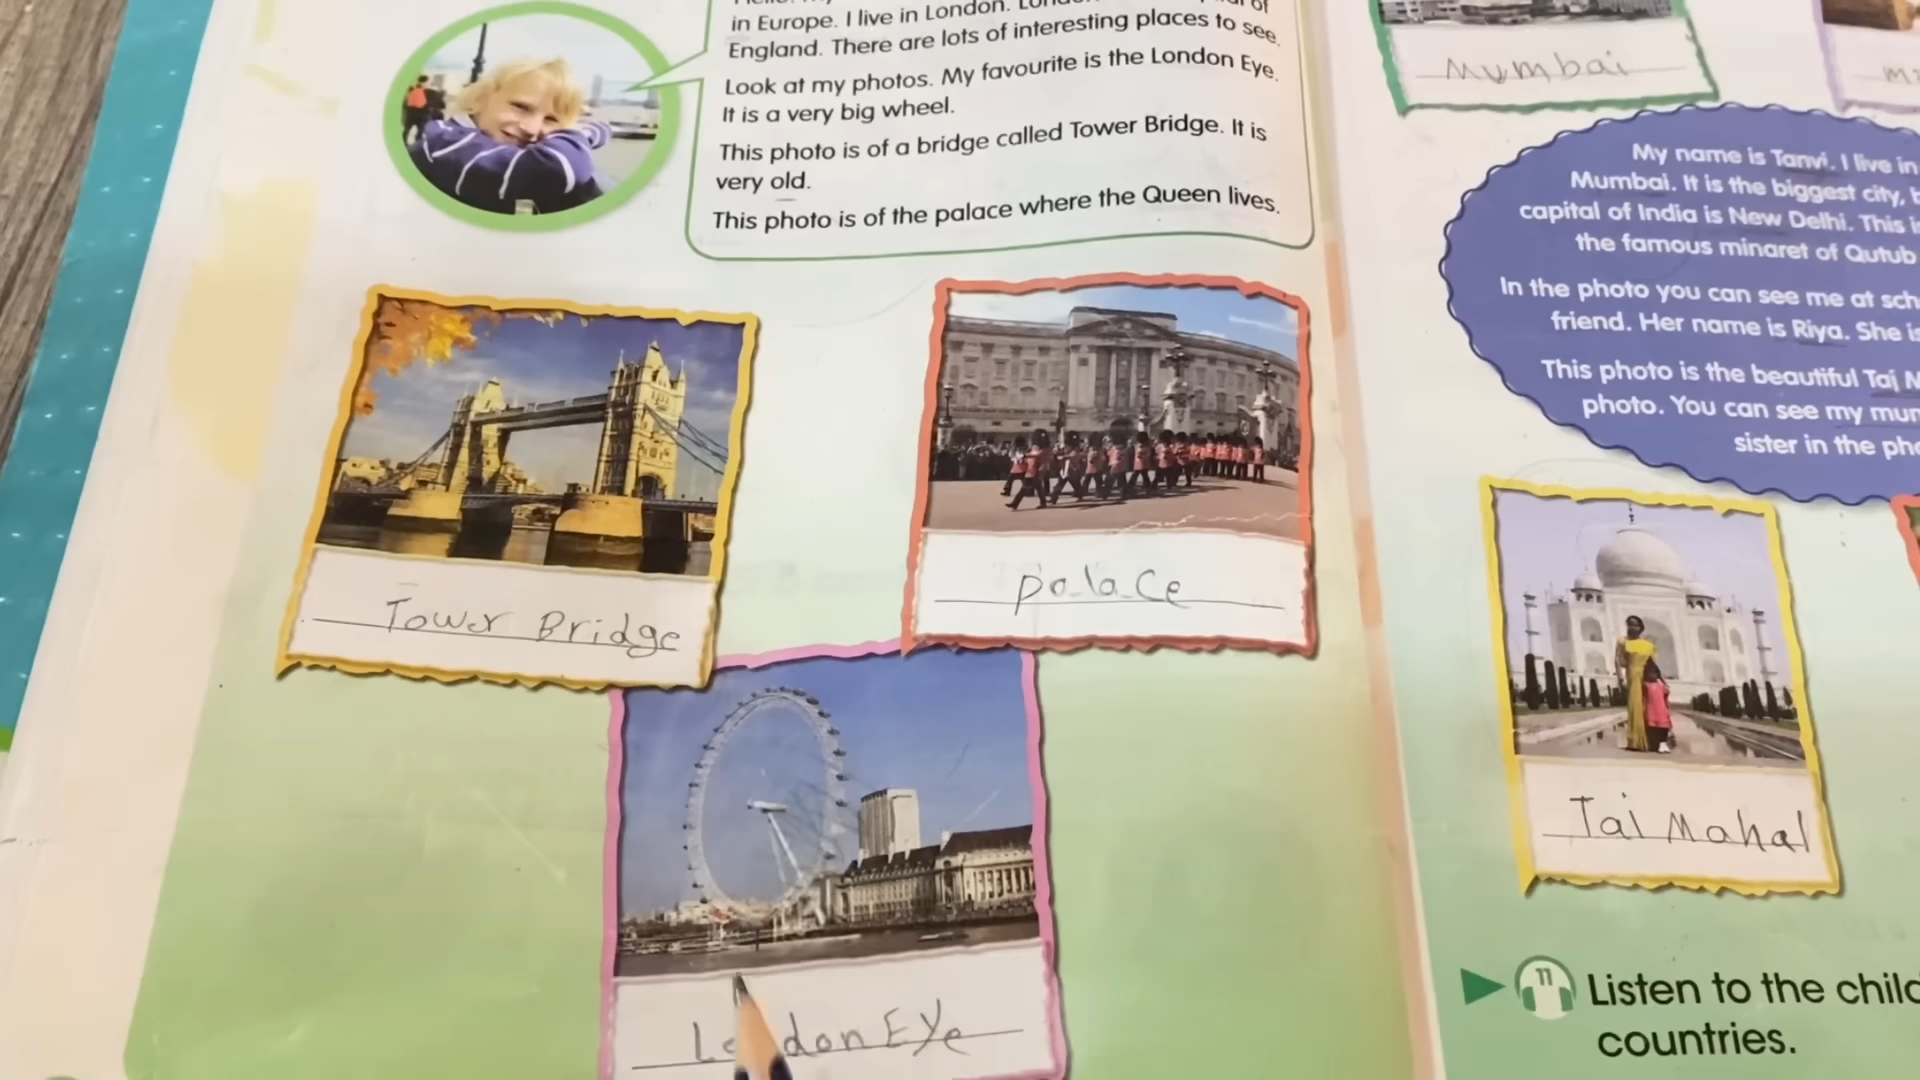 in Europe. I live in London.
England. There are lots of interesting places to see.
Look at my photos. My favourite is the London Eye.
It is a very big wheel.
This photo is of a bridge called Tower Bridge. It is
very old.
This photo is of the palace where the Queen lives.
Tower Bridge
Palace
London Eye
Mumbai
My name is Tanvi. I live in
Mumbai. It is the biggest city,
capital of India is New Delhi. This
the famous minaret of Qutub
In the photo you can see me at
friend. Her name is Riya. She
This photo is the beautiful Taj
photo. You can see my
sister in the
Taj Mahal
11 Listen to the
countries.